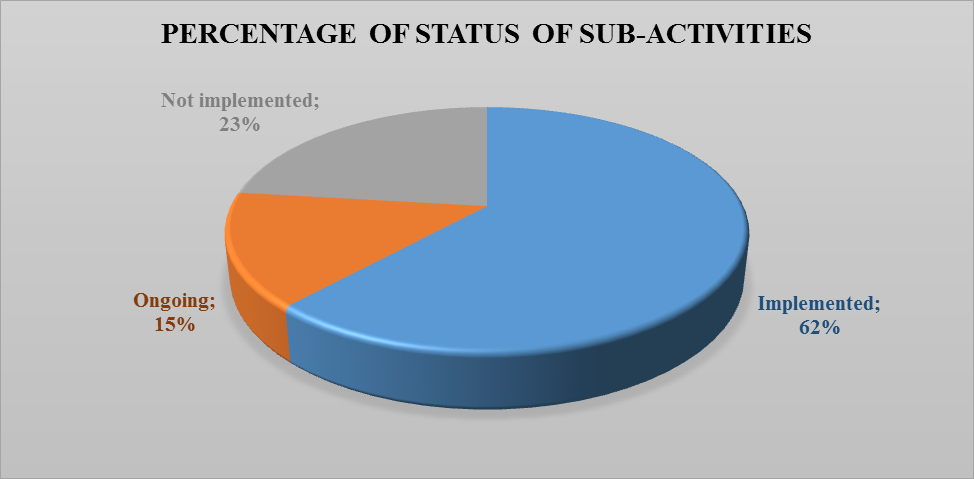 PERCENTAGE OF STATUS OF SUB-ACTIVITIES
Not implemented;
23%
Ongoing;
15%
Implemented;
62%